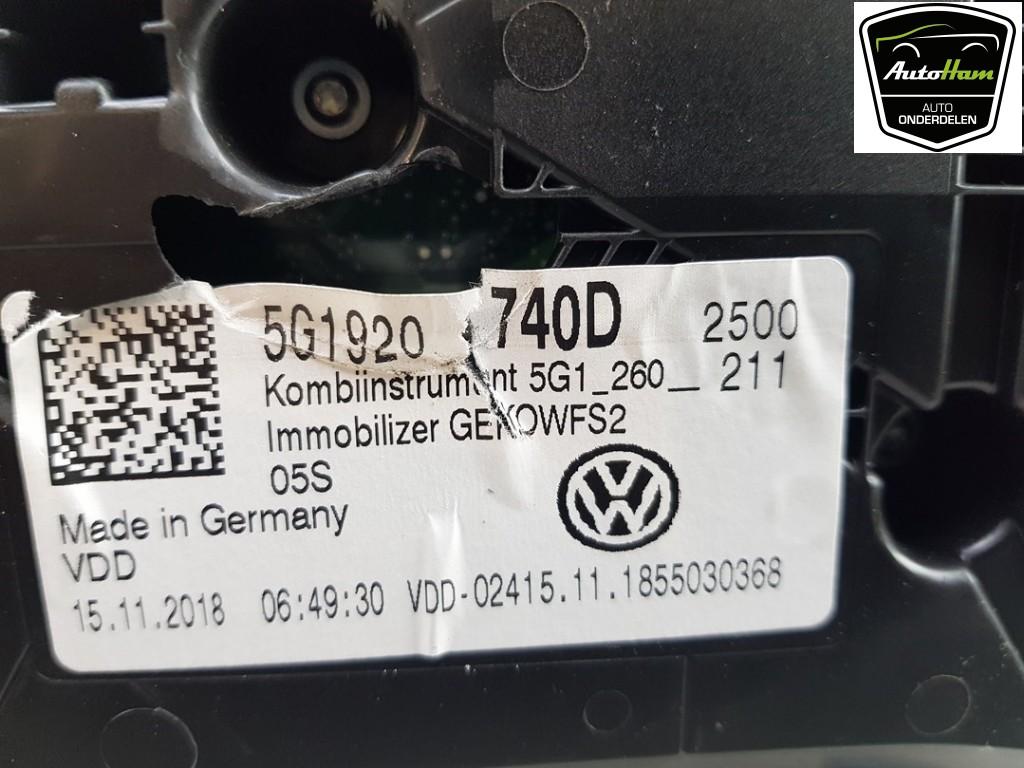 AutoHam
AUTO
ONDERDELEN
5G1920 740D 2500
Kombiinstrument 5G1_260_ 211
Immobilizer GEKOWFS2
05S
Made in Germany
VDD
15.11.2018 06:49:30 VDD-02415.11.1855030368